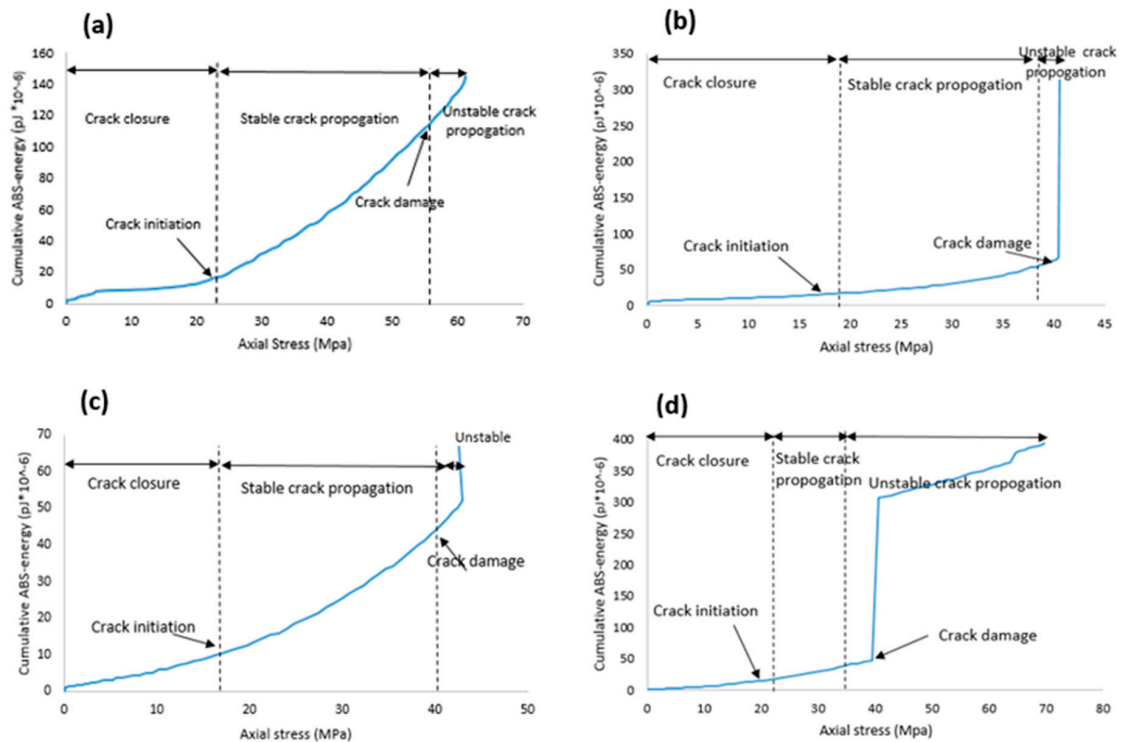 (a)
160
140
120
100
80
60
40
20
0
Cumulative ABS-energy (pJ *10^-6)
Crack closure
Stable crack propogation
Unstable crack
propogation
Crack damage
Crack initiation
0 10 20 30 40 50 60 70
Axial Stress (Mpa)
(b)
350
300
250
200
150
100
50
0
Cumulative ABS-energy (pJ*10^-6)
Unstable crack
propogation
Crack closure
Stable crack propogation
Crack initiation
Crack damage
0 5 10 15 20 25 30 35 40 45
Axial stress (Mpa)
(c)
70
60
50
40
30
20
10
0
Cumulative ABS-energy (pJ*10^-6)
Unstable
Crack closure
Stable crack propagation
Crack damage
Crack initiation
0 10 20 30 40 50
Axial stress (MPa)
(d)
400
350
300
250
200
150
100
50
0
Cumulative ABS-energy (pJ*10^-6)
Crack closure
Stable crack
propogation
Unstable crack propogation
Crack initiation
Crack damage
0 10 20 30 40 50 60 70 80
Axial stress (Mpa)